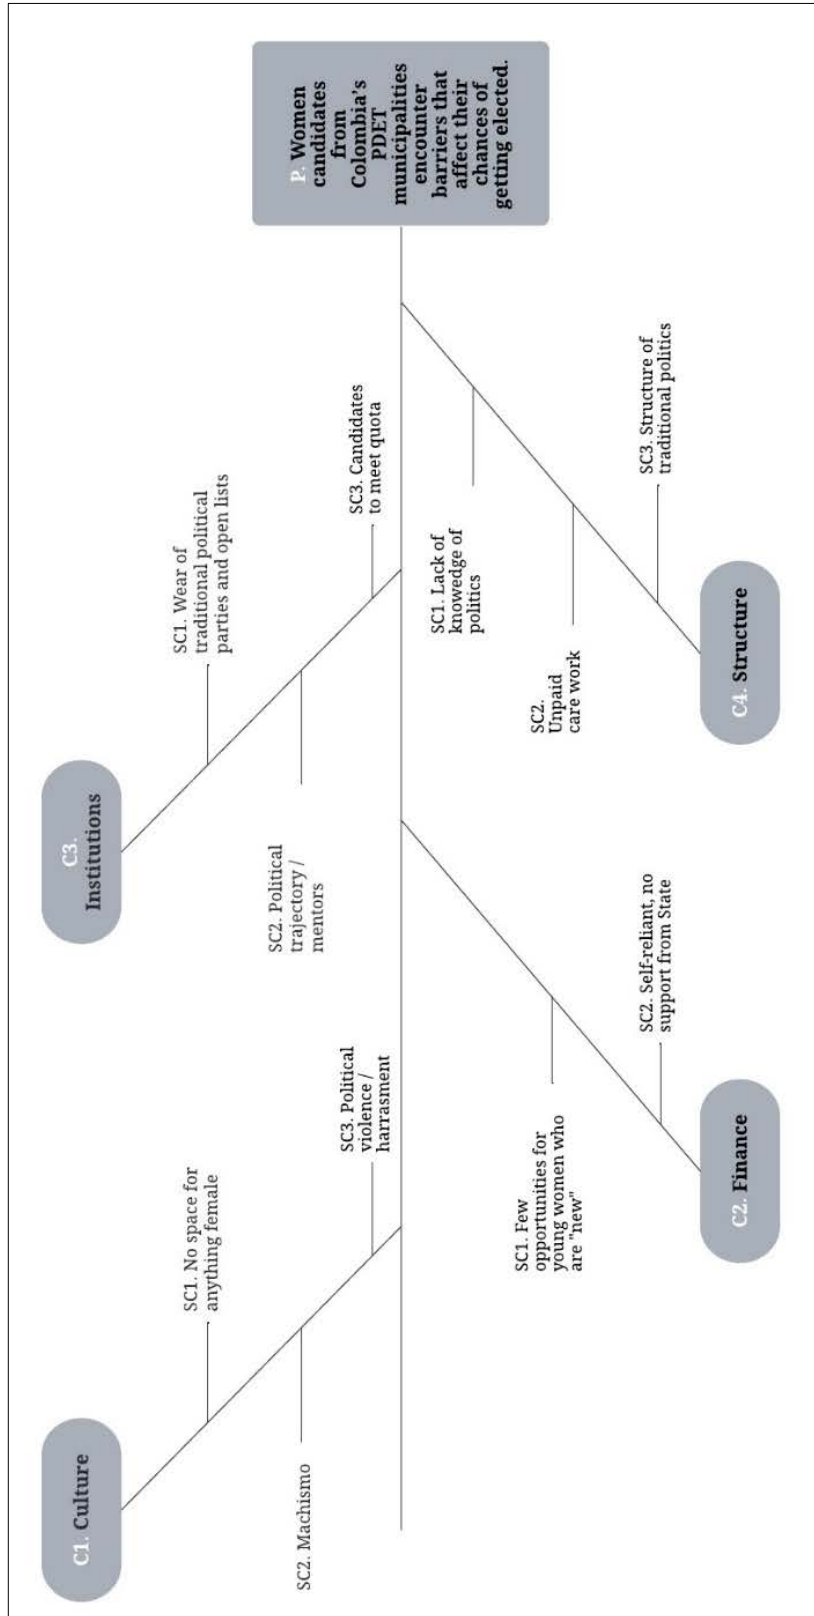 C1. Culture
SC1. No space for
anything female
SC2. Machismo
SC3. Political
violence /
harrasment
C3.
Institutions
SC1. Wear of
traditional political
parties and open lists
SC2. Political
trajectory /
mentors
SC3. Candidates
to meet quota
P. Women
candidates
from
Colombia's
PDET
municipalities
encounter
barriers that
affect their
chances of
getting elected.
C2. Finance
SC1. Few
opportunities for
young women who
are "new"
SC2. Self-reliant, no
support from State
C4. Structure
SC1. Lack of
knowledge of
politics
SC2.
Unpaid
care work
SC3. Structure of
traditional politics